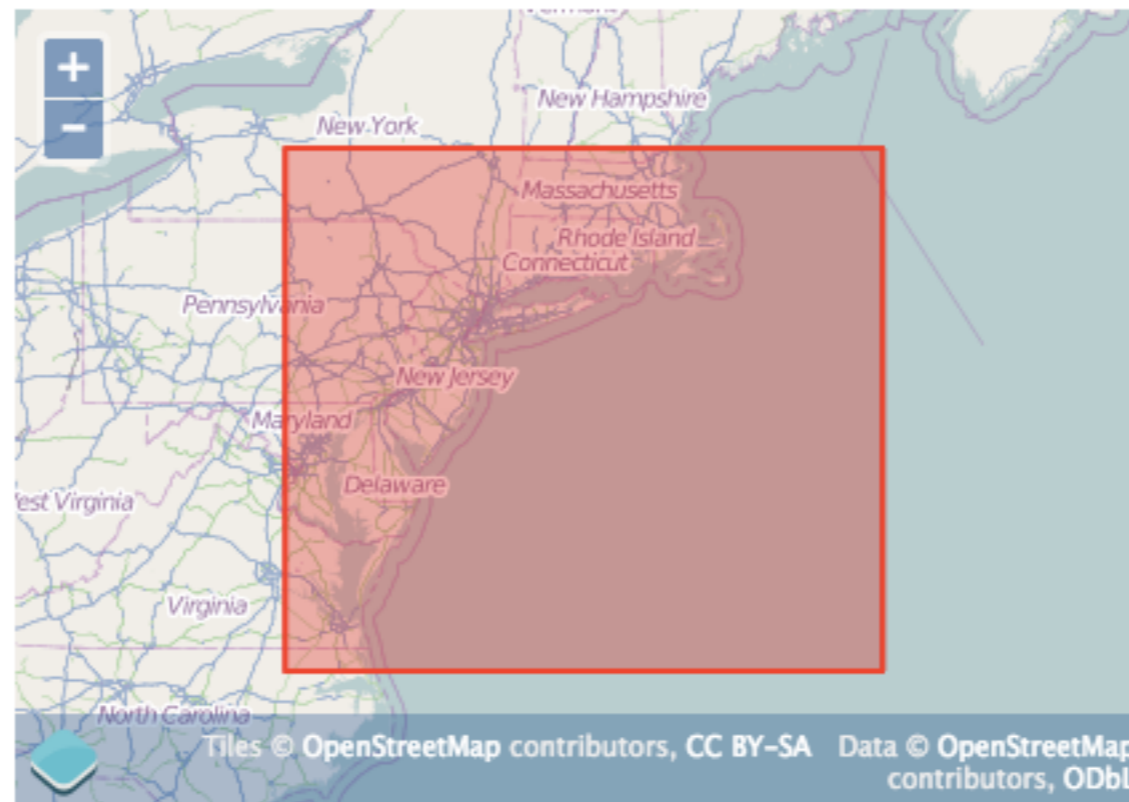 Vermont
+
New Hampshire
New York
−
Massachusetts
Rhode Island
Connecticut
Pennsylvania
New Jersey
Maryland
Delaware
est Virginia
Virginia
North Carolina
Tiles © OpenStreetMap contributors, CC BY-SA Data © OpenStreetMap
contributors, ODbL